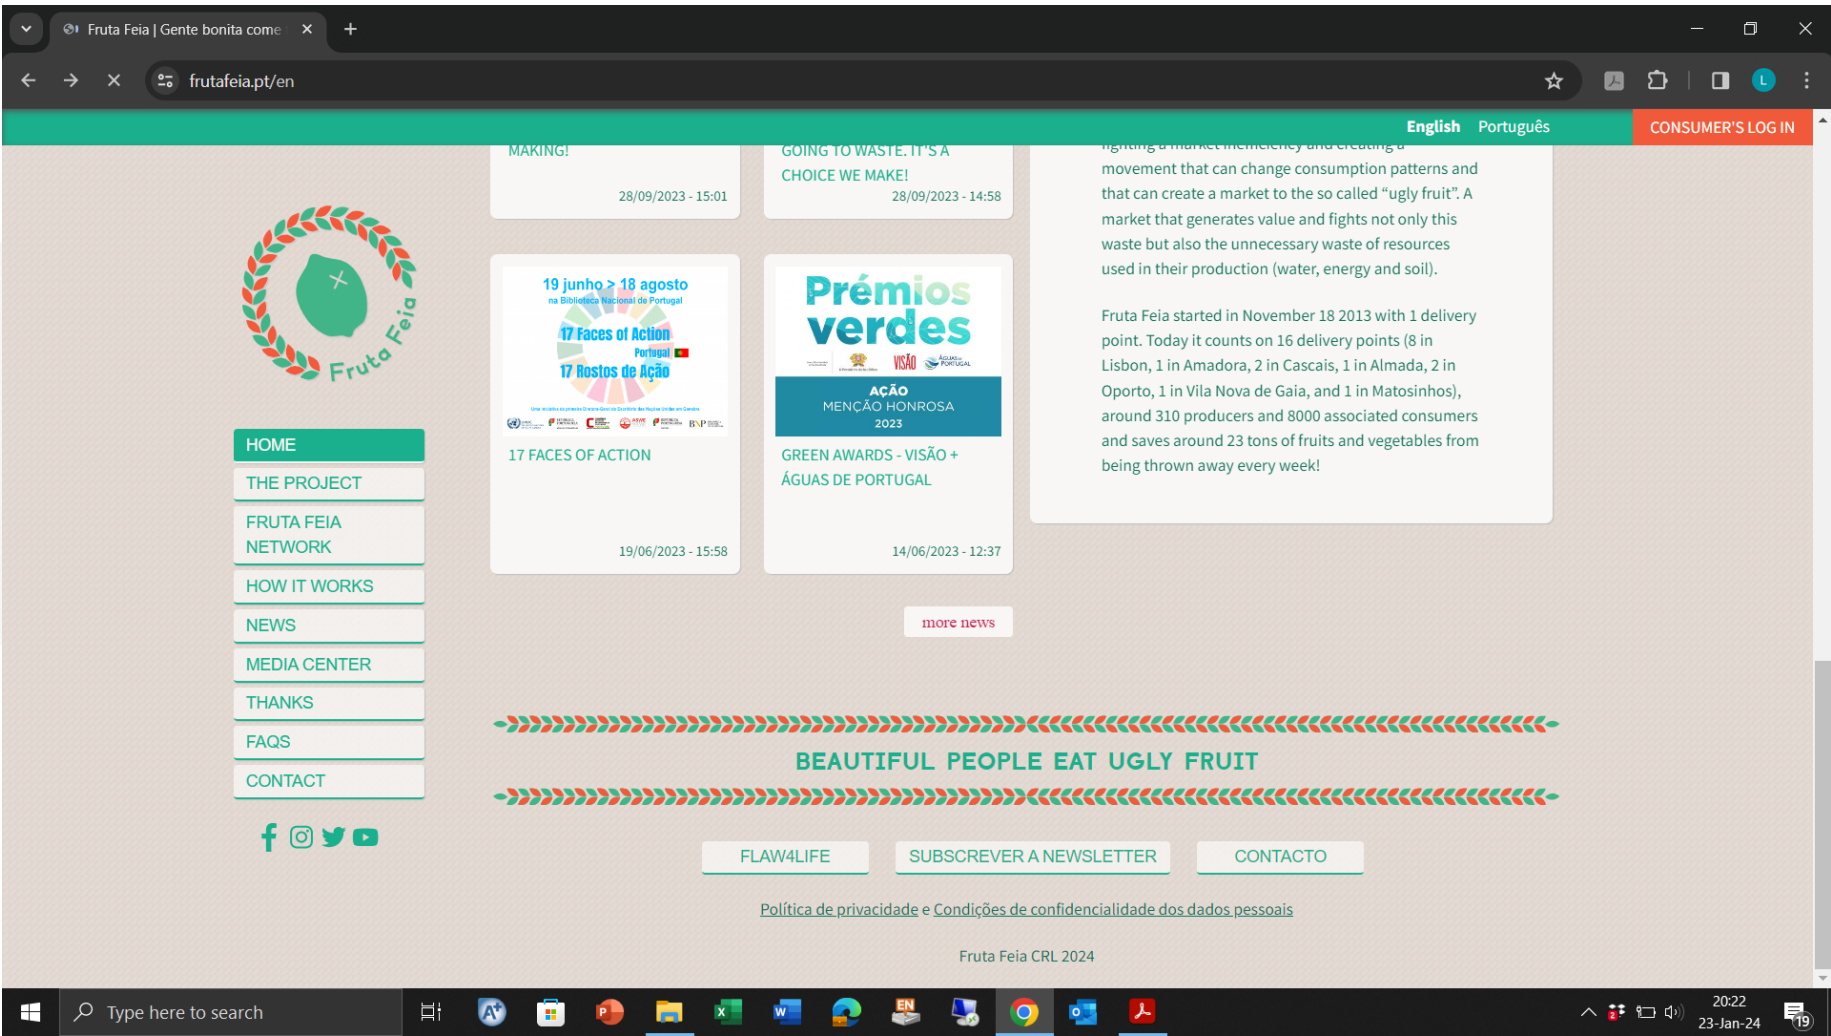 Fruta Feia | Gente bonita come
frutafeia.pt/en
English Português
CONSUMER'S LOG IN
Fruta Feia
HOME
THE PROJECT
FRUTA FEIA
NETWORK
HOW IT WORKS
NEWS
MEDIA CENTER
THANKS
FAQS
CONTACT
MAKING!
28/09/2023 - 15:01
GOING TO WASTE. IT'S A
CHOICE WE MAKE!
28/09/2023 - 14:58
19 junho > 18 agosto
na Biblioteca Nacional de Portugal
17 Faces of Action
Portugal
17 Rostos de Ação
BNP
17 FACES OF ACTION
19/06/2023 - 15:58
Prémios
verdes
VISÃO
ÁGUAS DE PORTUGAL
AÇÃO
MENÇÃO HONROSA
2023
GREEN AWARDS - VISÃO +
ÁGUAS DE PORTUGAL
14/06/2023 - 12:37
more news
fighting a market inefficiency and creating a
movement that can change consumption patterns and
that can create a market to the so called “ugly fruit”. A
market that generates value and fights not only this
waste but also the unnecessary waste of resources
used in their production (water, energy and soil).
Fruta Feia started in November 18 2013 with 1 delivery
point. Today it counts on 16 delivery points (8 in
Lisbon, 1 in Amadora, 2 in Cascais, 1 in Almada, 2 in
Oporto, 1 in Vila Nova de Gaia, and 1 in Matosinhos),
around 310 producers and 8000 associated consumers
and saves around 23 tons of fruits and vegetables from
being thrown away every week!
BEAUTIFUL PEOPLE EAT UGLY FRUIT
FLAW4LIFE
SUBSCREVER A NEWSLETTER
CONTACTO
Política de privacidade e Condições de confidencialidade dos dados pessoais
Fruta Feia CRL 2024
Type here to search
EN
20:22
23-Jan-24
19